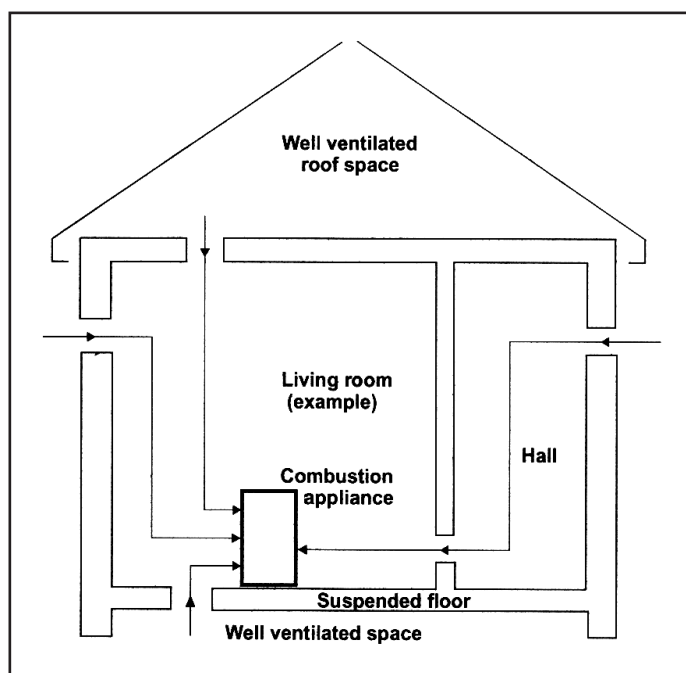 Well ventilated
roof space
Living room
(example)
Hall
Combustion
appliance
Suspended floor
Well ventilated space